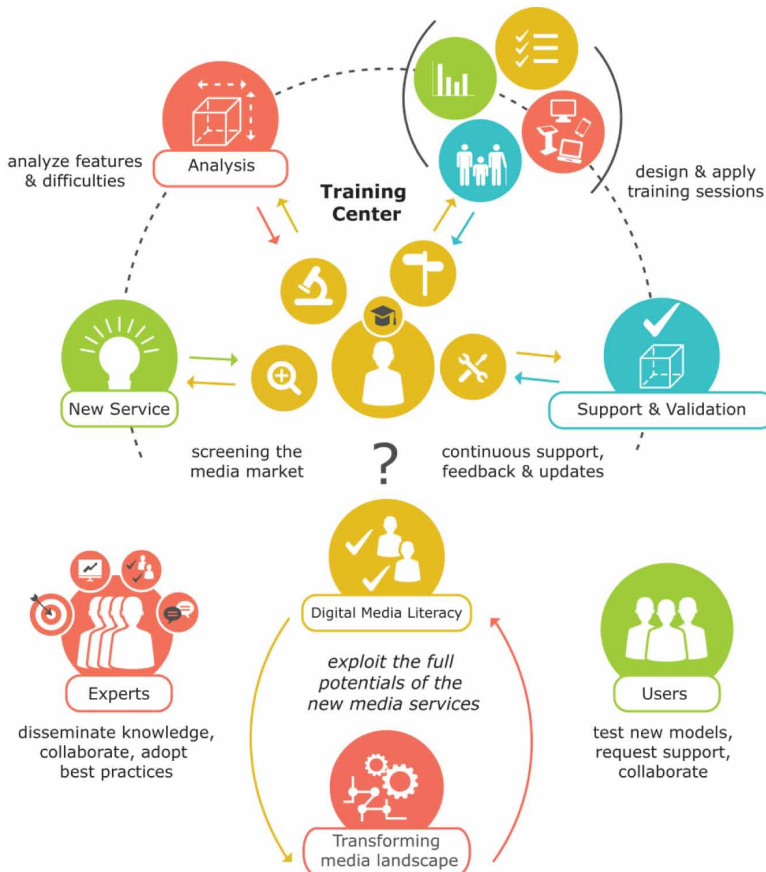 Analysis
analyze features
& difficulties
Training
Center
design & apply
training sessions
New Service
Support & Validation
screening the
media market
?
continuous support,
feedback & updates
Digital Media Literacy
Experts
exploit the full
potentials of the
new media services
Users
disseminate knowledge,
collaborate, adopt
best practices
test new models,
request support,
collaborate
Transforming
media landscape